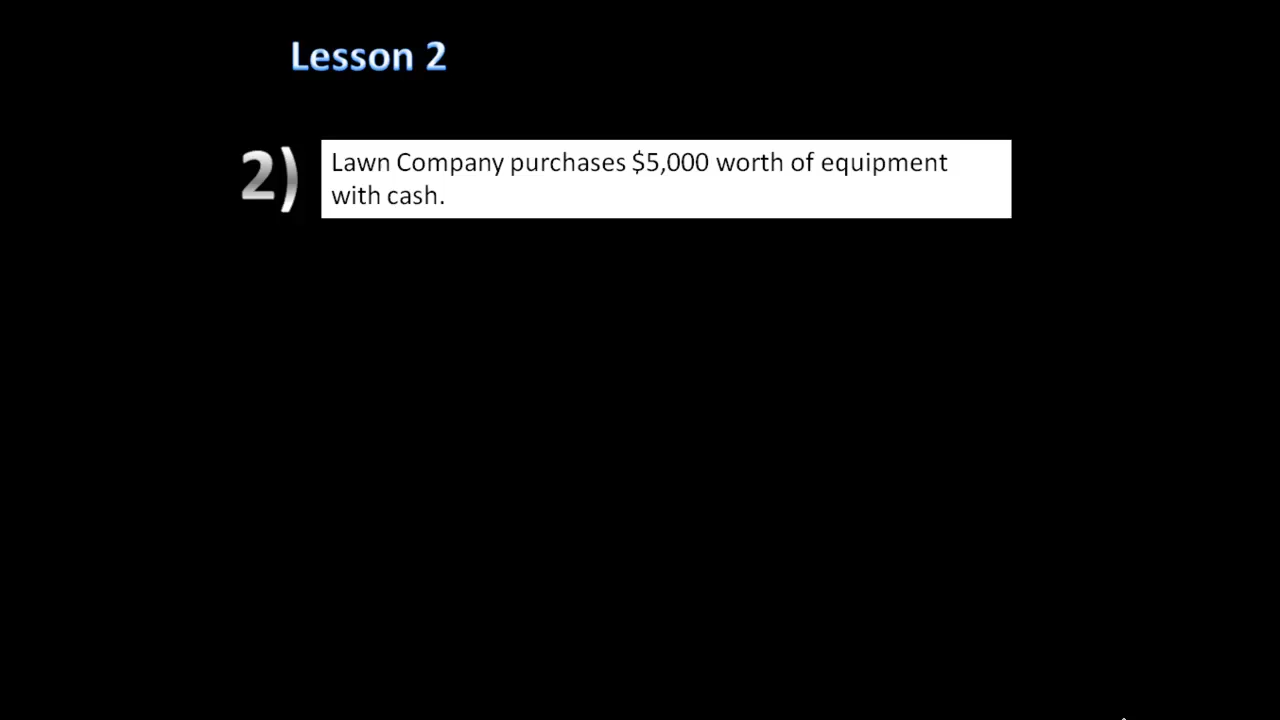 Lesson 2
2) Lawn Company purchases $5,000 worth of equipment
with cash.